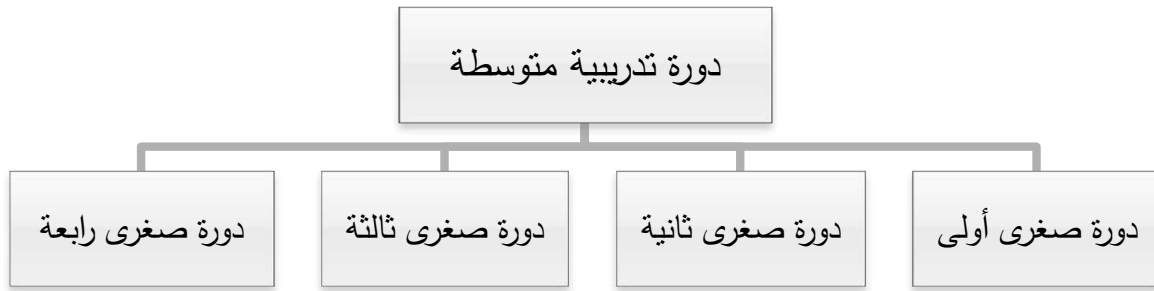 دورة تدريبية متوسطة
دورة صغرى أولى
دورة صغرى ثانية
دورة صغرى ثالثة
دورة صغرى رابعة